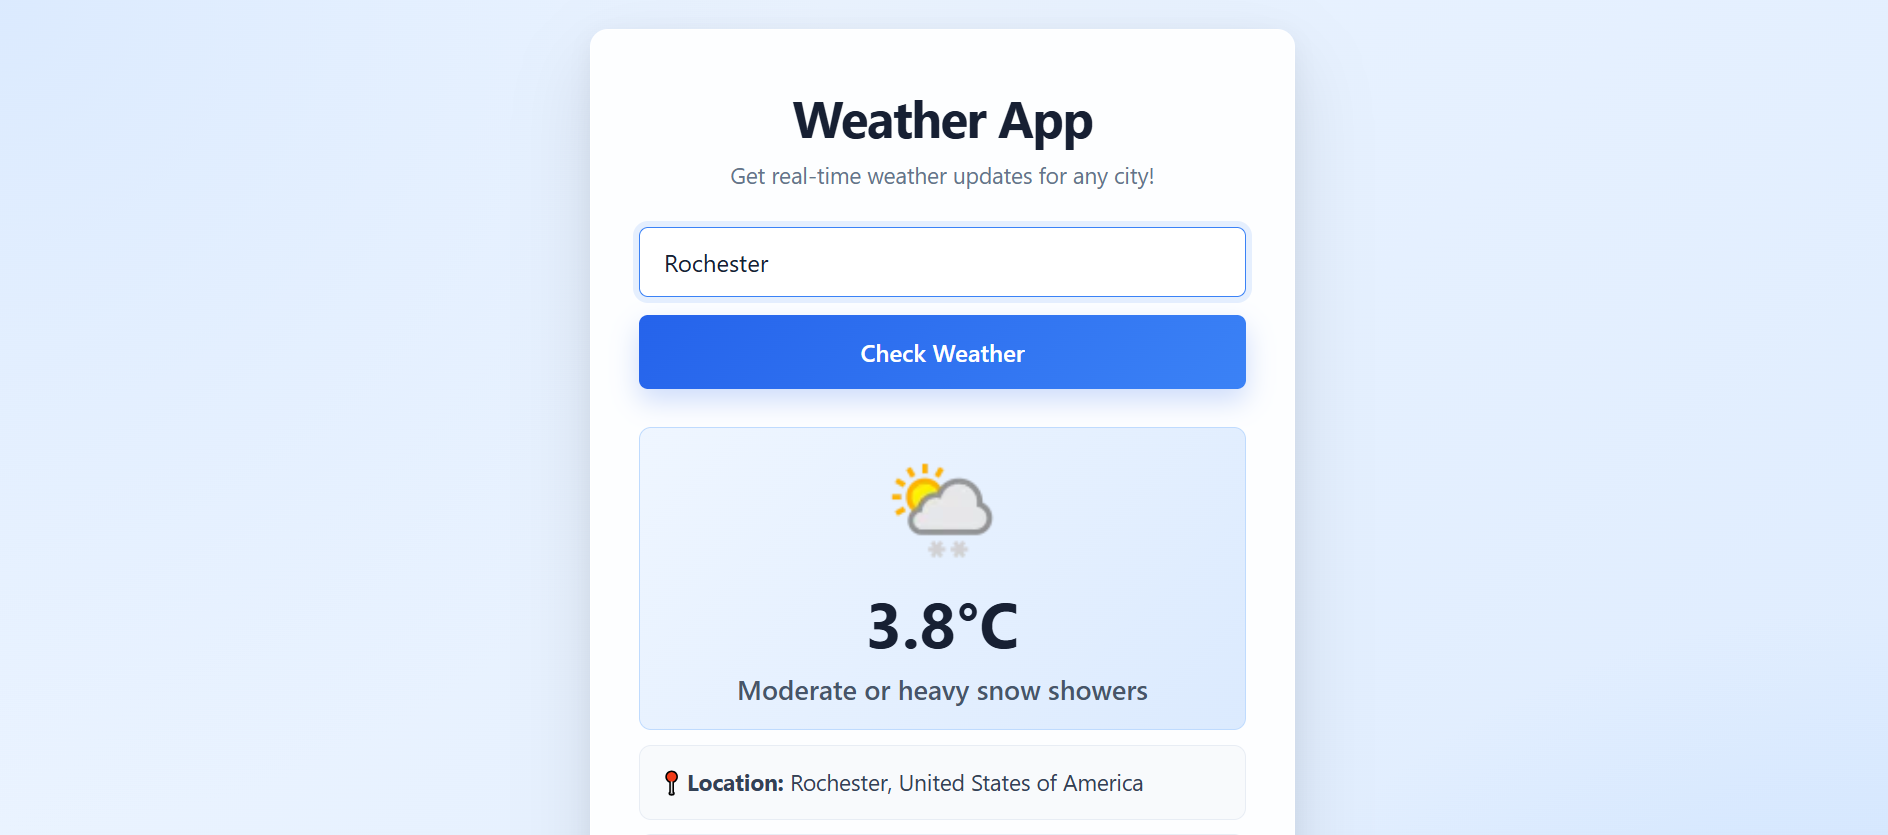 Weather App
Get real-time weather updates for any city!
Rochester
Check Weather
3.8°C
Moderate or heavy snow showers
Location: Rochester, United States of America